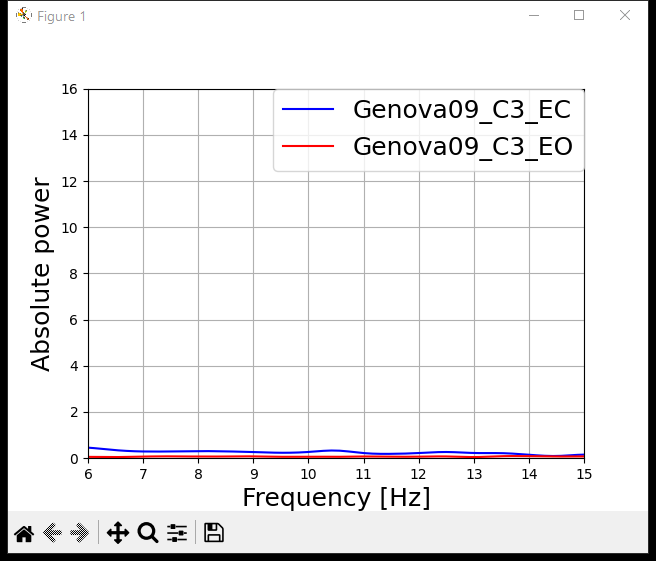 Figure 1
16
14
12
10
8
6
4
2
0
Absolute power
Genova09_C3_EC
Genova09_C3_EO
6 7 8 9 10 11 12 13 14 15
Frequency [Hz]